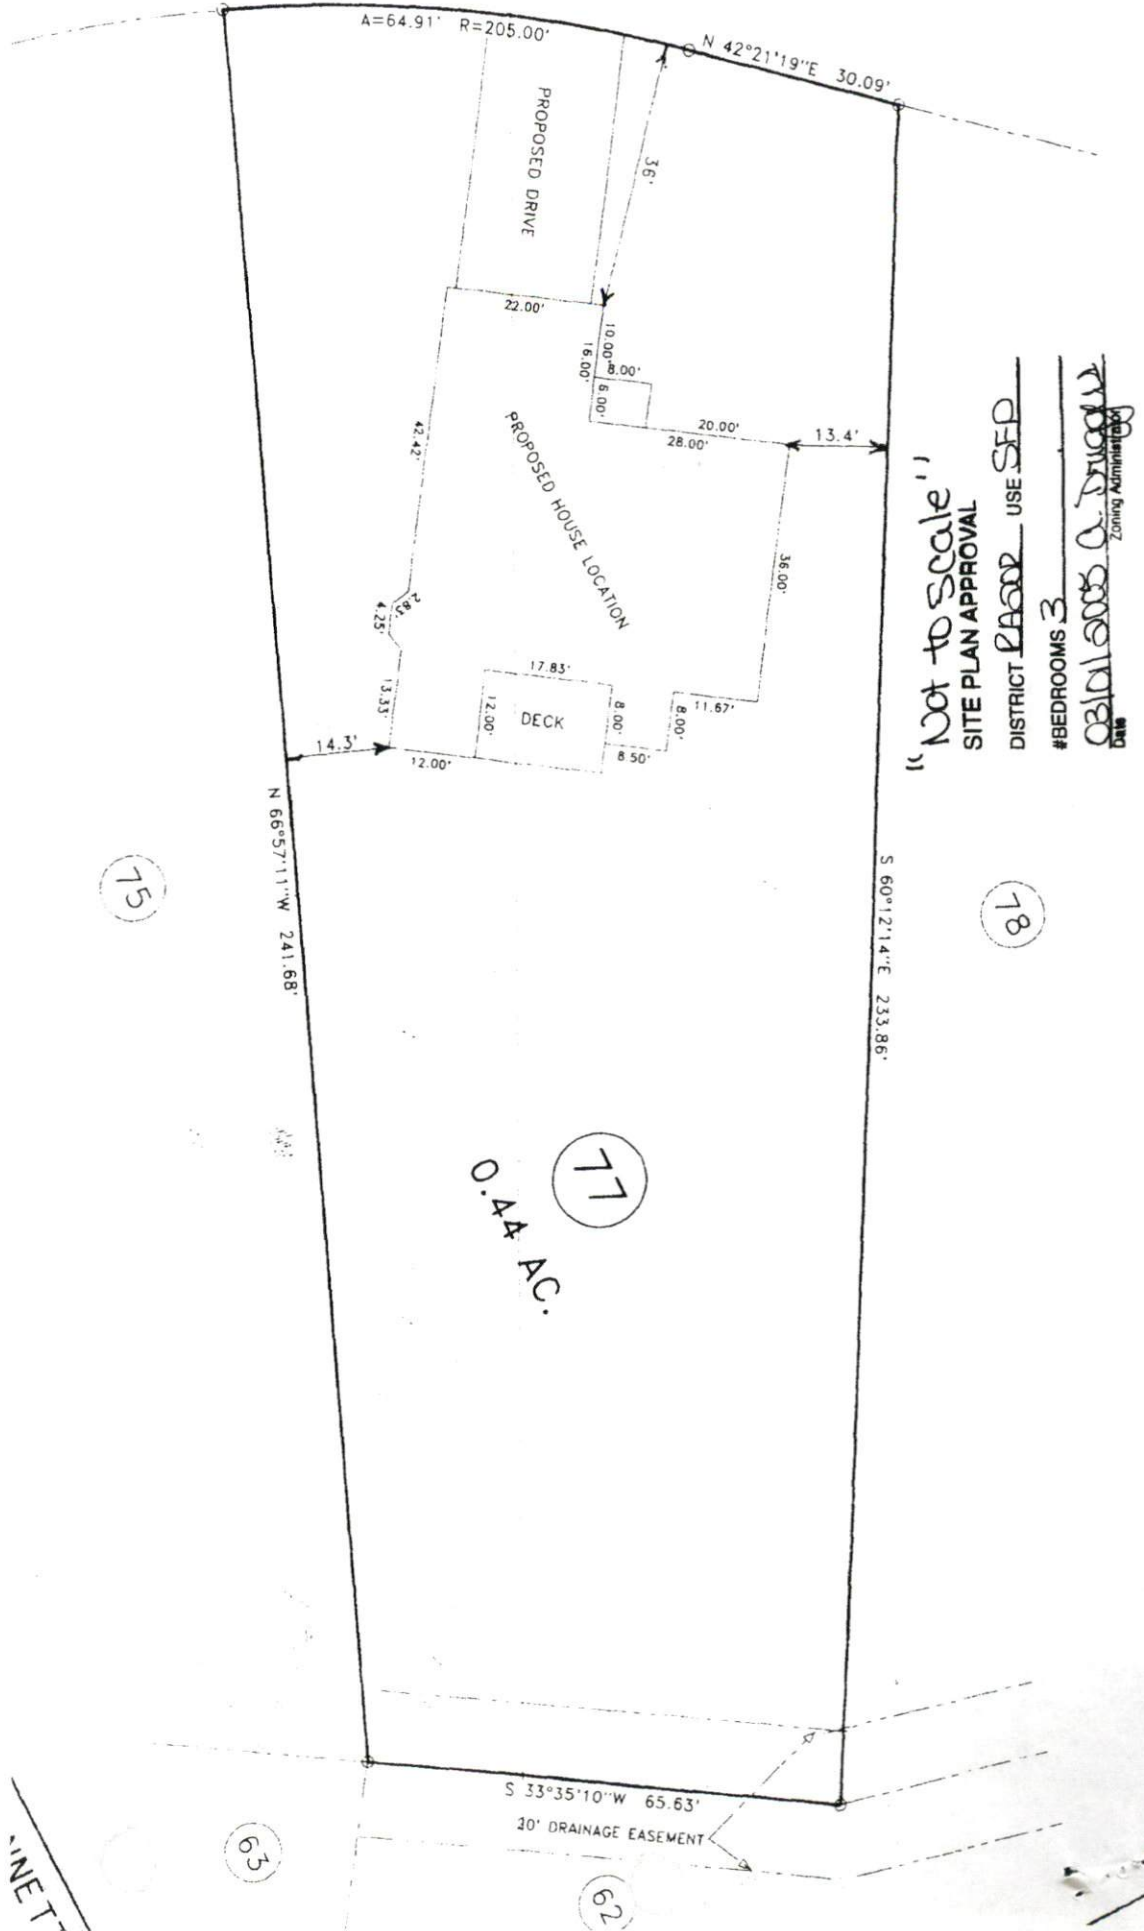 A=64.91' R=205.00'
N 42°21'19"E 30.09'
PROPOSED DRIVE
36'
22.00'
10.00'
16.00'
8.00'
6.00'
20.00'
28.00'
13.4'
42.42'
PROPOSED HOUSE LOCATION
36.00'
2.83'
4.25'
13.33'
17.83'
12.00'
DECK
8.00'
8.00'
11.67'
8.50'
12.00'
14.3'
"Not to Scale"
SITE PLAN APPROVAL
DISTRICT USE SFD
#BEDROOMS 3
Date
Zoning Administrator
N 66°57'11"W 241.68'
S 60°12'14"E 233.86'
75
78
77
0.44 AC.
S 33°35'10"W 65.63'
DRAINAGE EASEMENT
63
62